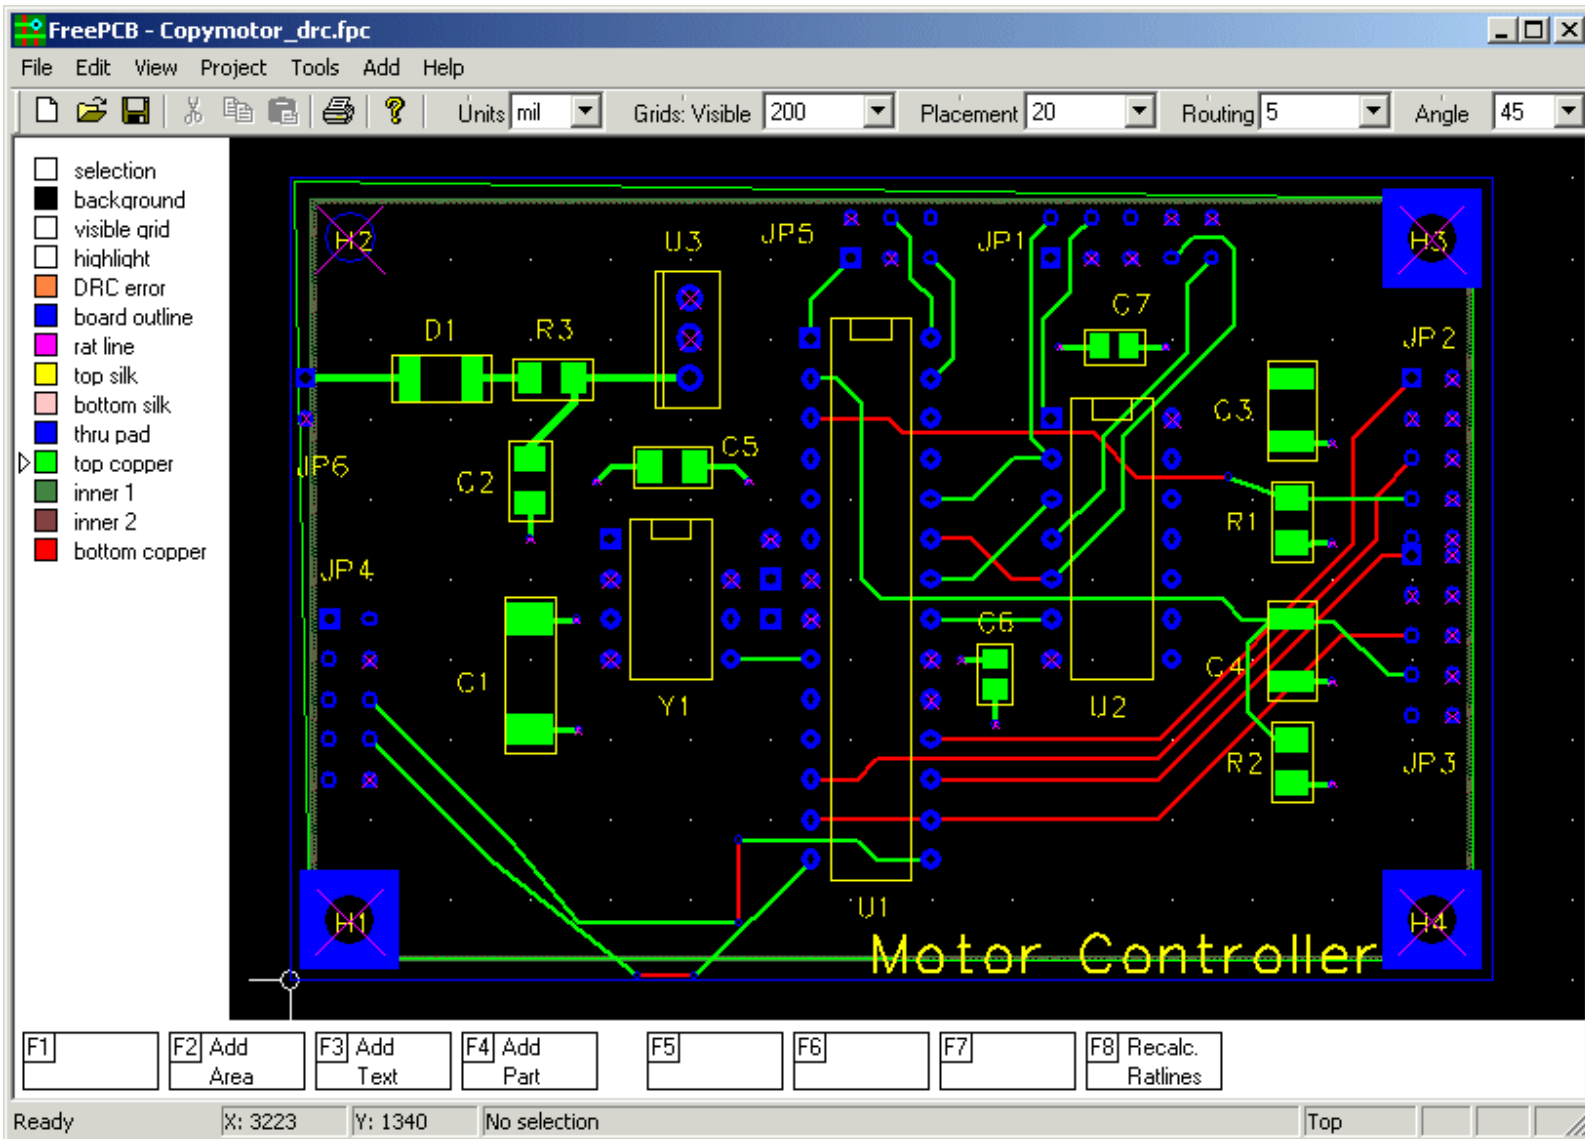 FreePCB - Copymotor_drc.fpc
File Edit View Project Tools Add Help
Units mil Grids: Visible 200 Placement 20 Routing 5 Angle 45
selection
background
visible grid
highlight
DRC error
board outline
rat line
top silk
bottom silk
thru pad
top copper
inner 1
inner 2
bottom copper
H2 U3 JP5 JP1 H3
D1 R3 C7 JP2
C3
JP6 C2 C5
R1
JP4
C6
C1 Y1 U2 C4
R2 JP3
H1 U1 H4
Motor Controller
F1 F2 Add Area F3 Add Text F4 Add Part F5 F6 F7 F8 Recalc. Ratlines
Ready X: 3223 Y: 1340 No selection Top